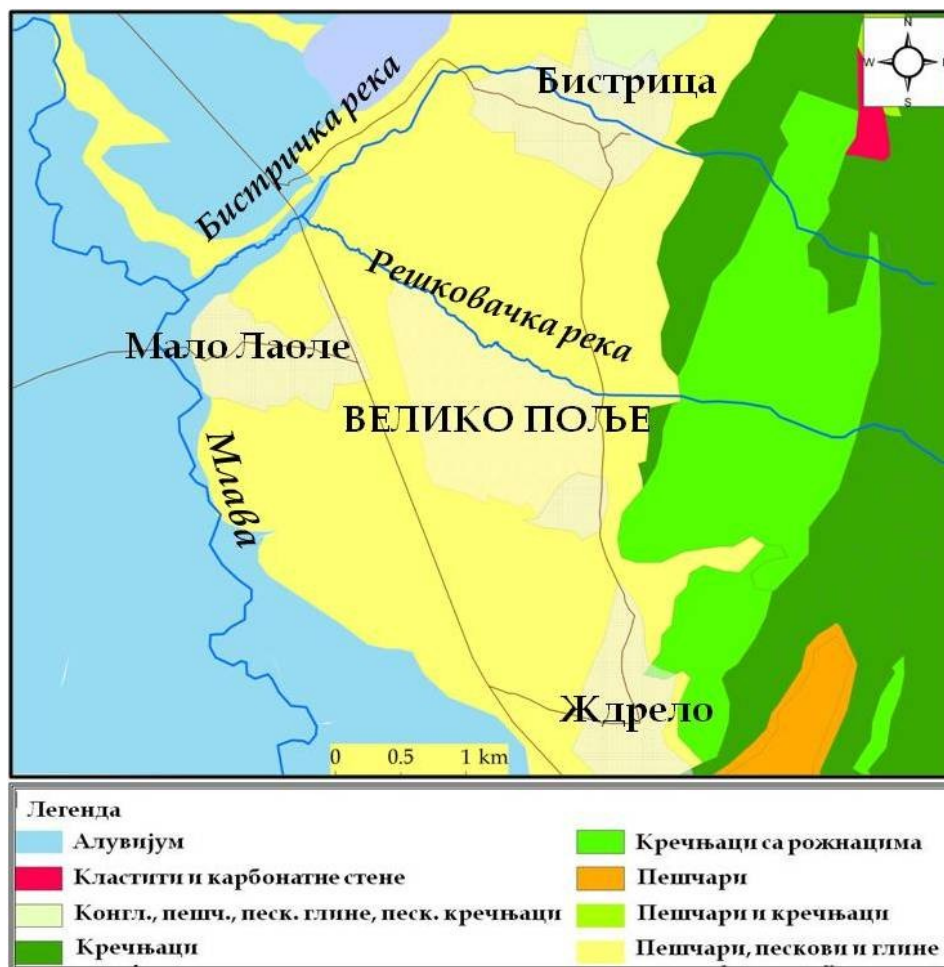 N
W
S
Бистрица
Бистричка река
Решковачка река
Мало Лаоле
ВЕЛИКО ПОЉЕ
Млава
Ждрело
0 0.5 1 km
Легенда
Алувијум
Кластити и карбонатне стене
Конгл., пешч., песк. глине, песк. кречњаци
Кречњаци
Кречњаци са рожнацима
Пешчари
Пешчари и кречњаци
Пешчари, пескови и глине